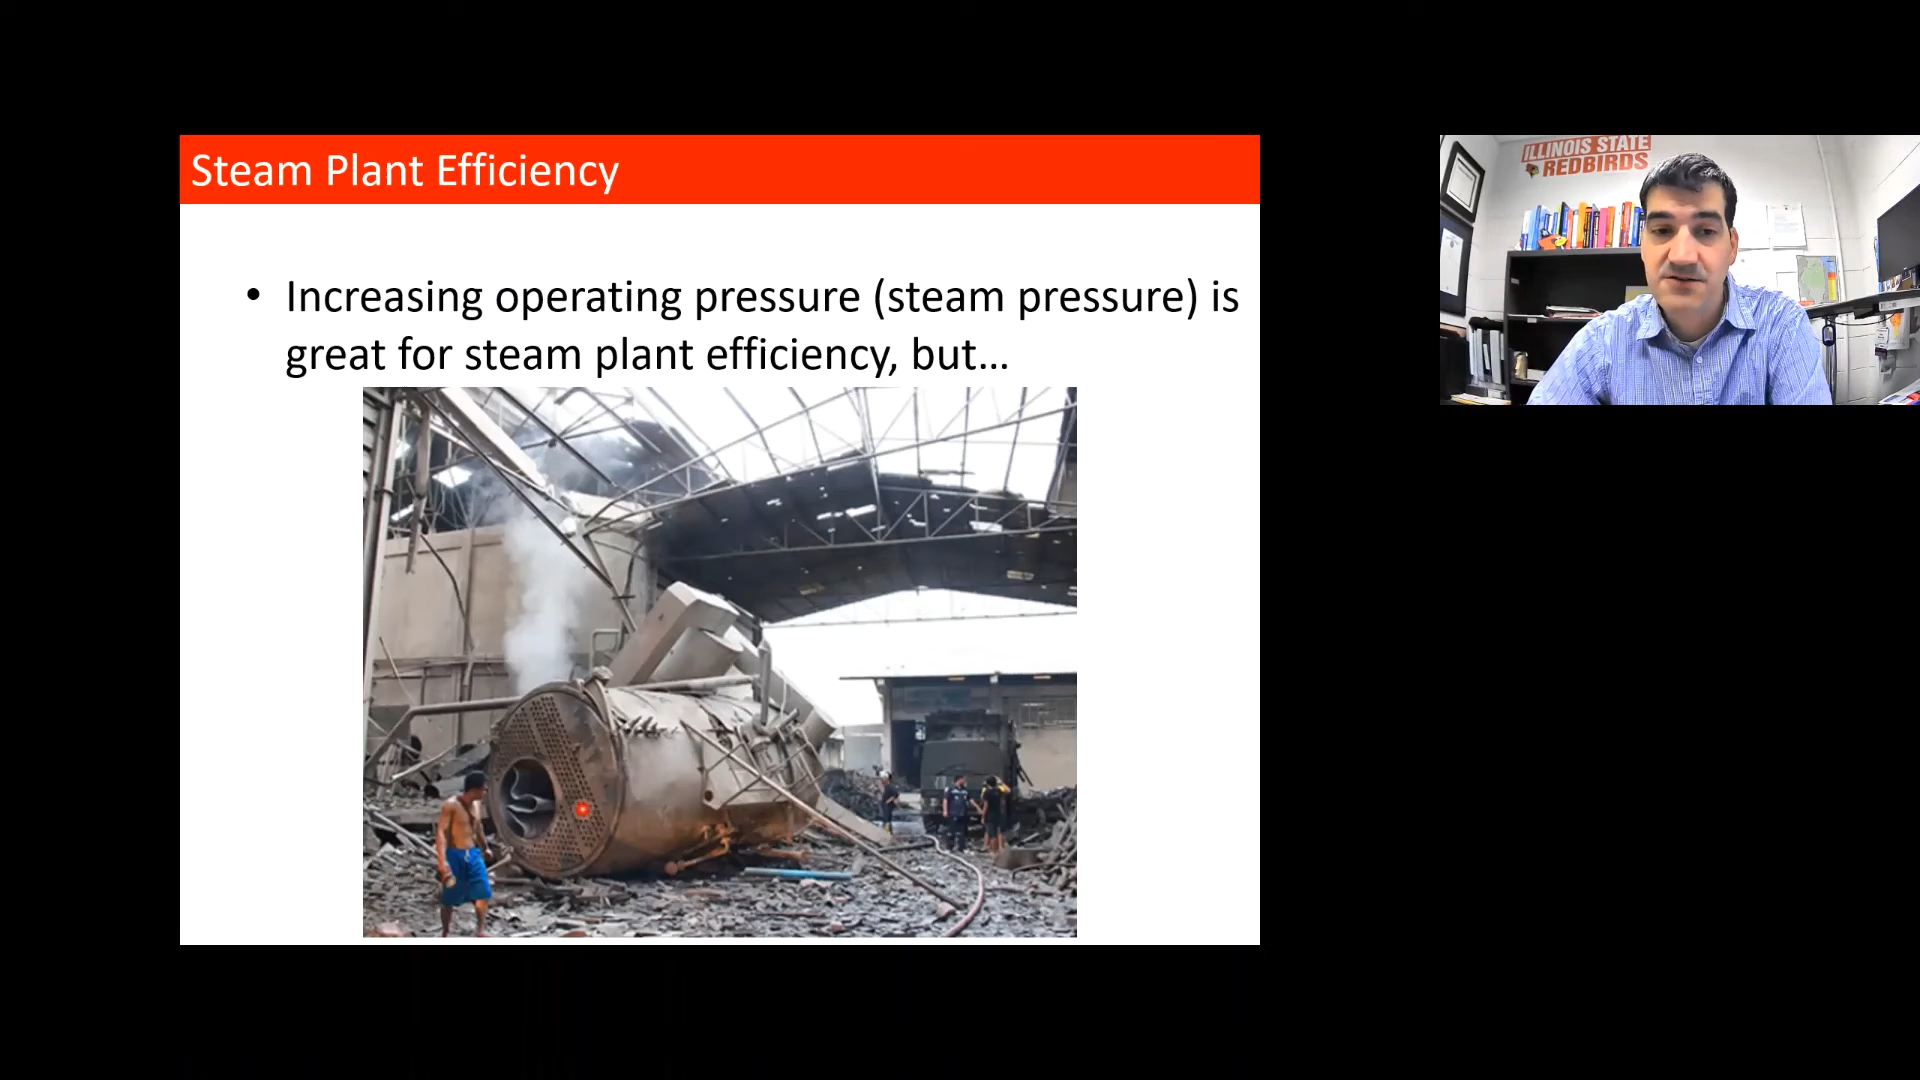 Steam Plant Efficiency
• Increasing operating pressure (steam pressure) is
great for steam plant efficiency, but…
ILLINOIS STATE
REDBIRDS